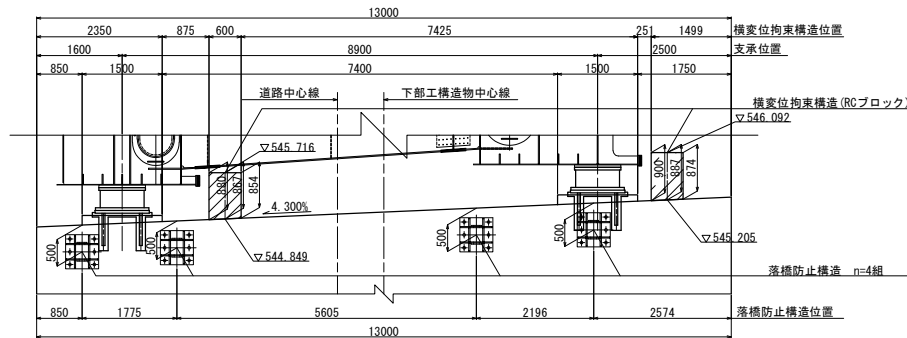 13000
2350 875 600 7425 251 1499 横変位拘束構造位置
1600 8900 2500 支承位置
850 1500 7400 1500 1750
道路中心線 下部工構造物中心線
横変位拘束構造(RCブロック)
▽546.092
▽545.716
880 867 854
900 887 874
4.300%
500 500 500 500
▽544.849
▽545.205
落橋防止構造 n=4組
850 1775 5605 2196 2574 落橋防止構造位置
13000